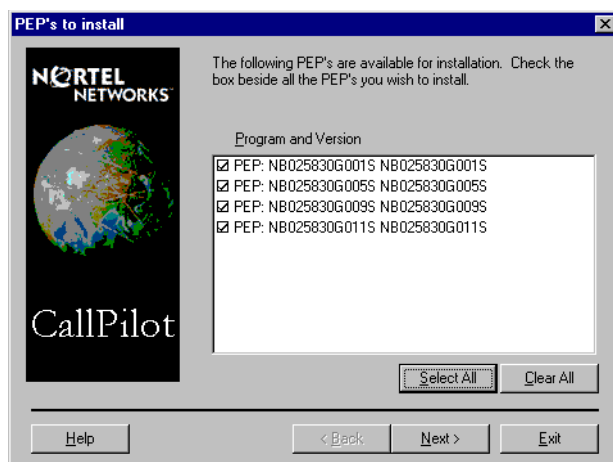 PEP's to install
NORTEL
NETWORKS
CallPilot
The following PEP's are available for installation. Check the
box beside all the PEP's you wish to install.
Program and Version
PEP: NB025830G001S NB025830G001S
PEP: NB025830G005S NB025830G005S
PEP: NB025830G009S NB025830G009S
PEP: NB025830G011S NB025830G011S
Select All
Clear All
Help
< Back
Next >
Exit